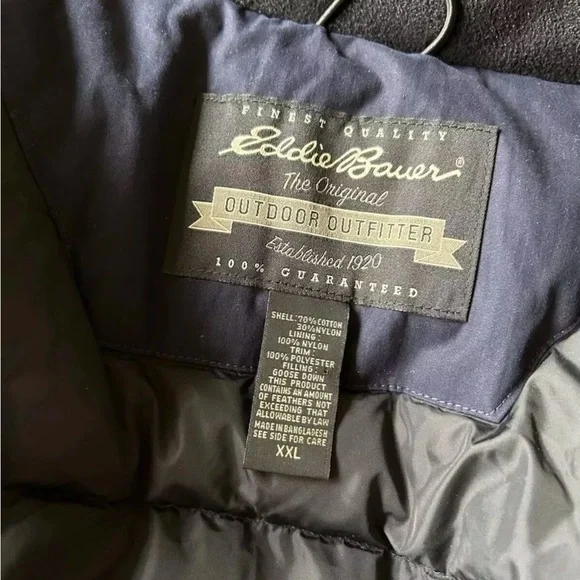 FINEST QUALITY
Eddie Bauer®
The Original
OUTDOOR OUTFITTER
Established 1920
100% GUARANTEED
SHELL: 70% COTTON
30% NYLON
LINING:
100% NYLON
TRIM:
100% POLYESTER
FILLING:
GOOSE DOWN
THIS PRODUCT
CONTAINS AN AMOUNT
OF FEATHERS NOT
EXCEEDING THAT
ALLOWABLE BY LAW
MADE IN BANGLADESH
SEE SIDE FOR CARE
XXL